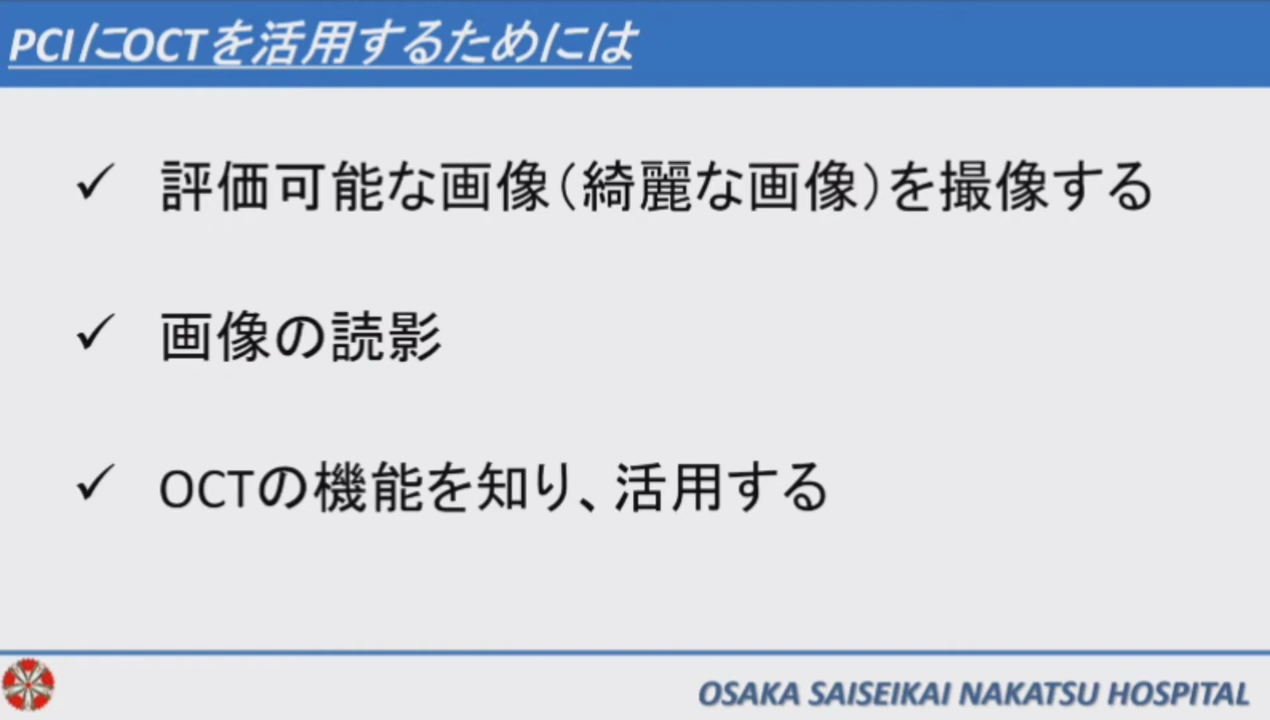 PCIにOCTを活用するためには
✓ 評価可能な画像(綺麗な画像)を撮像する
✓ 画像の読影
✓ OCTの機能を知り、活用する
OSAKA SAISEIKAI NAKATSU HOSPITAL